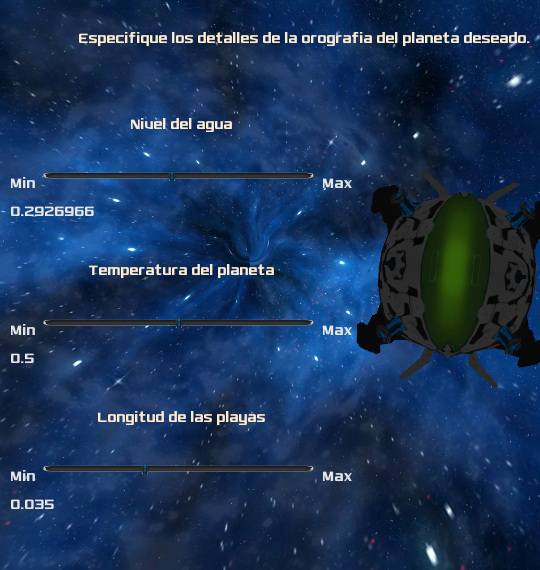 Especifique los detalles de la orografia del planeta deseado.
Nivel del agua
Min Max
0.2926966
Temperatura del planeta
Min Max
0.5
Longitud de las playas
Min Max
0.035